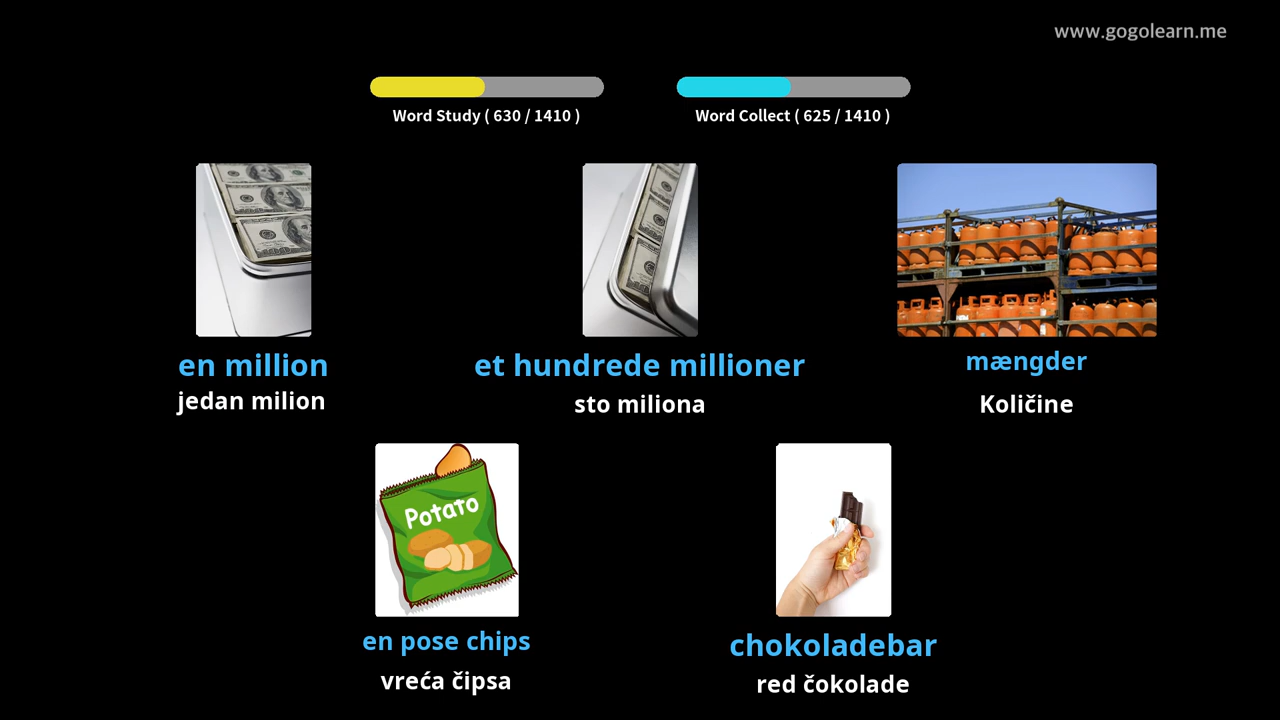 www.gogolearn.me
Word Study ( 630 / 1410 )
Word Collect ( 625 / 1410 )
en million
jedan milion
et hundrede millioner
sto miliona
mængder
Količine
Potato
en pose chips
vreća čipsa
chokoladebar
red čokolade